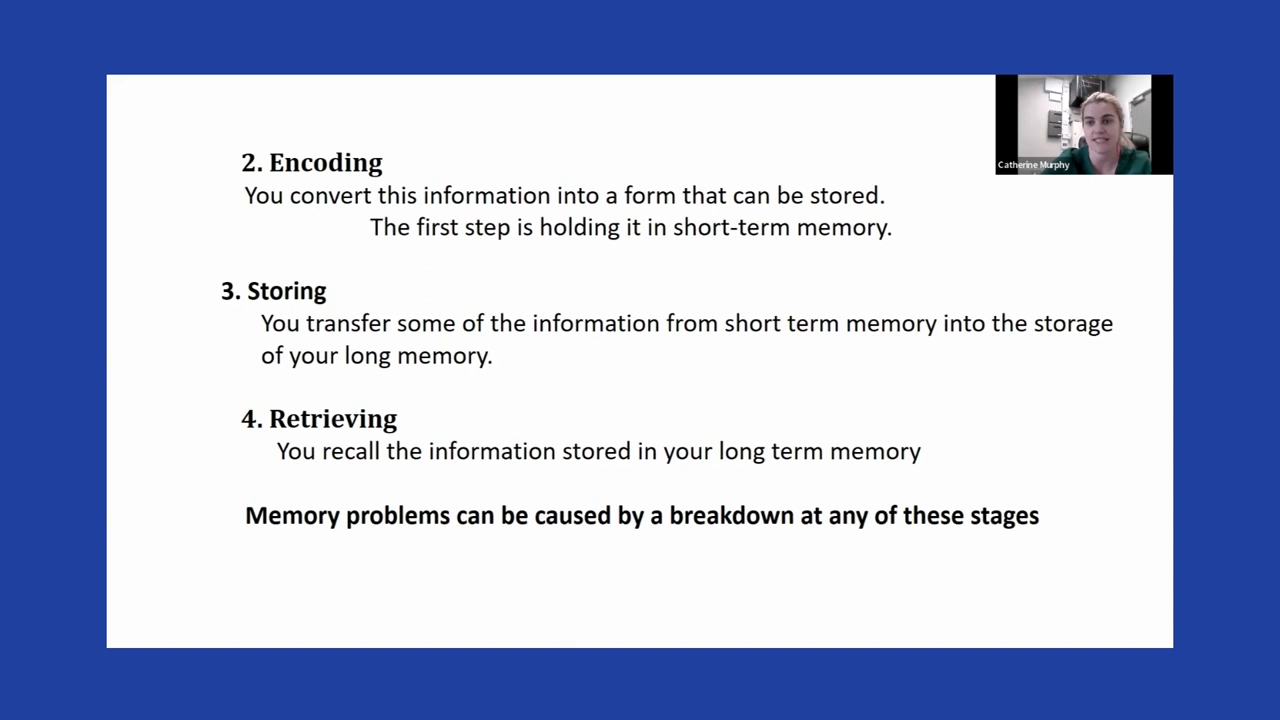 2. Encoding
You convert this information into a form that can be stored.
The first step is holding it in short-term memory.
3. Storing
You transfer some of the information from short term memory into the storage
of your long memory.
4. Retrieving
You recall the information stored in your long term memory
Memory problems can be caused by a breakdown at any of these stages
Catherine Murphy